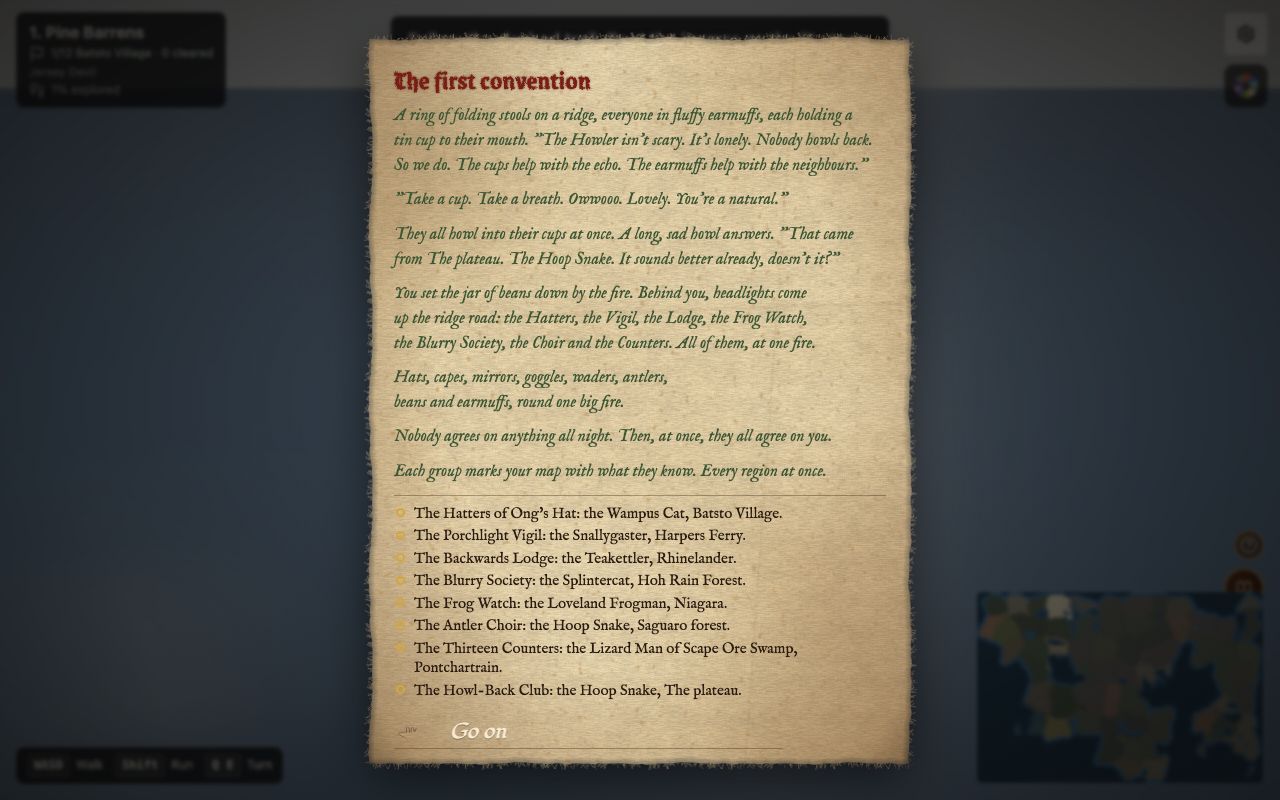 1. Pine Barrens
1/13 Batsto Village · 0 cleared
Jersey Devil
1% explored
The first convention
A ring of folding stools on a ridge, everyone in fluffy earmuffs, each holding a
tin cup to their mouth. ”The Howler isn’t scary. It’s lonely. Nobody howls back.
So we do. The cups help with the echo. The earmuffs help with the neighbours.”
”Take a cup. Take a breath. Owwooo. Lovely. You’re a natural.”
They all howl into their cups at once. A long, sad howl answers. ”That came
from The plateau. The Hoop Snake. It sounds better already, doesn’t it?”
You set the jar of beans down by the fire. Behind you, headlights come
up the ridge road: the Hatters, the Vigil, the Lodge, the Frog Watch,
the Blurry Society, the Choir and the Counters. All of them, at one fire.
Hats, capes, mirrors, goggles, waders, antlers,
beans and earmuffs, round one big fire.
Nobody agrees on anything all night. Then, at once, they all agree on you.
Each group marks your map with what they know. Every region at once.
The Hatters of Ong’s Hat: the Wampus Cat, Batsto Village.
The Porchlight Vigil: the Snallygaster, Harpers Ferry.
The Backwards Lodge: the Teakettler, Rhinelander.
The Blurry Society: the Splintercat, Hoh Rain Forest.
The Frog Watch: the Loveland Frogman, Niagara.
The Antler Choir: the Hoop Snake, Saguaro forest.
The Thirteen Counters: the Lizard Man of Scape Ore Swamp,
Pontchartrain.
The Howl-Back Club: the Hoop Snake, The plateau.
Go on
WASD Walk Shift Run Q E Turn